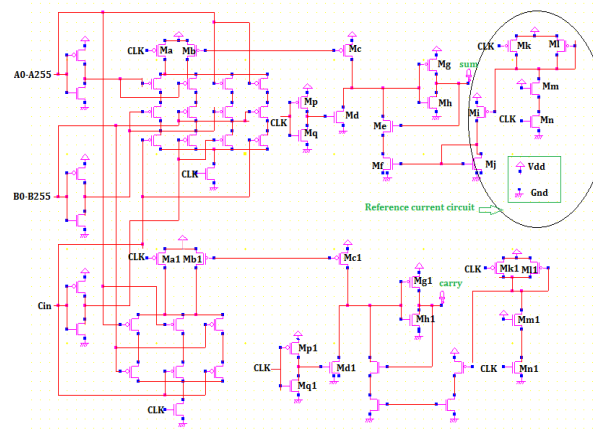 A0-A255
CLK
Ma
Mb
Mc
Mg
sum
Mk
Ml
CLK
Mm
CLK
Mp
Mq
Md
Mh
Me
Mi
CLK
Mn
Mf
Mj
CLK
B0-B255
Vdd
Gnd
Reference current circuit
CLK
Ma1
Mb1
Mc1
CLK
Mk1
Ml1
Mg1
carry
Cin
Mh1
Mm1
Mp1
CLK
Mq1
Md1
CLK
Mn1
CLK